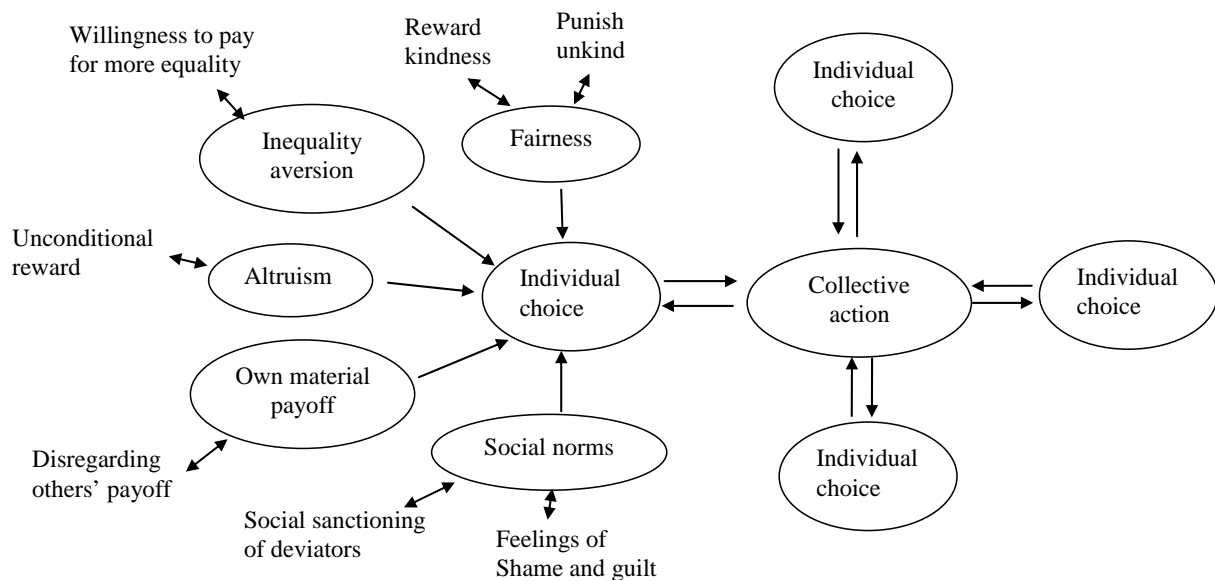 Willingness to pay
for more equality
Reward
kindness
Punish
unkind
Individual
choice
Inequality
aversion
Fairness
Unconditional
reward
Altruism
Individual
choice
Collective
action
Individual
choice
Own material
payoff
Disregarding
others’ payoff
Social norms
Individual
choice
Social sanctioning
of deviators
Feelings of
Shame and guilt